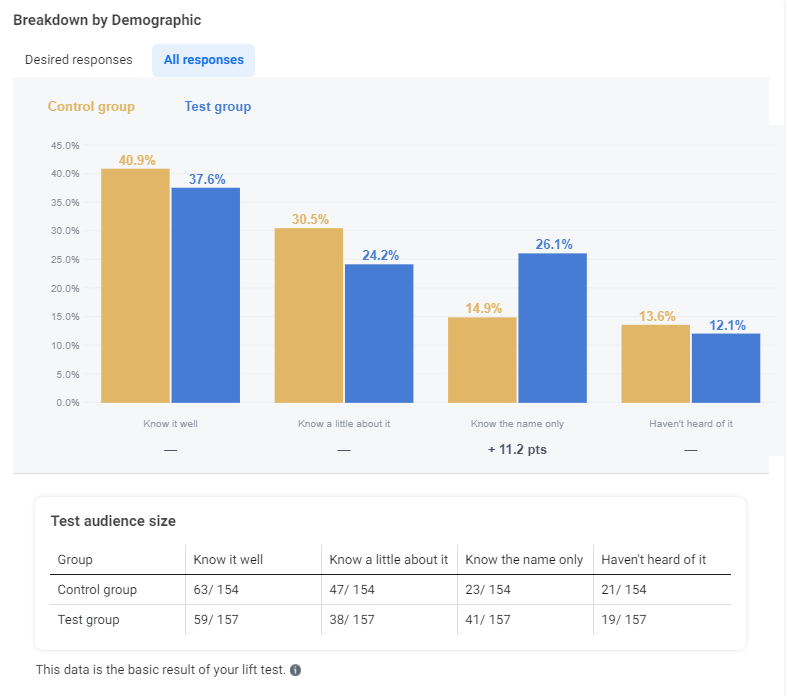 Breakdown by Demographic
Desired responses All responses
Control group Test group
45.0%
40.0%
35.0%
30.0%
25.0%
20.0%
15.0%
10.0%
5.0%
0.0%
40.9% 37.6% 30.5% 24.2% 14.9% 26.1% 13.6% 12.1%
Know it well Know a little about it Know the name only Haven't heard of it
— — + 11.2 pts —
Test audience size
Group Know it well Know a little about it Know the name only Haven't heard of it
Control group 63/ 154 47/ 154 23/ 154 21/ 154
Test group 59/ 157 38/ 157 41/ 157 19/ 157
This data is the basic result of your lift test. i